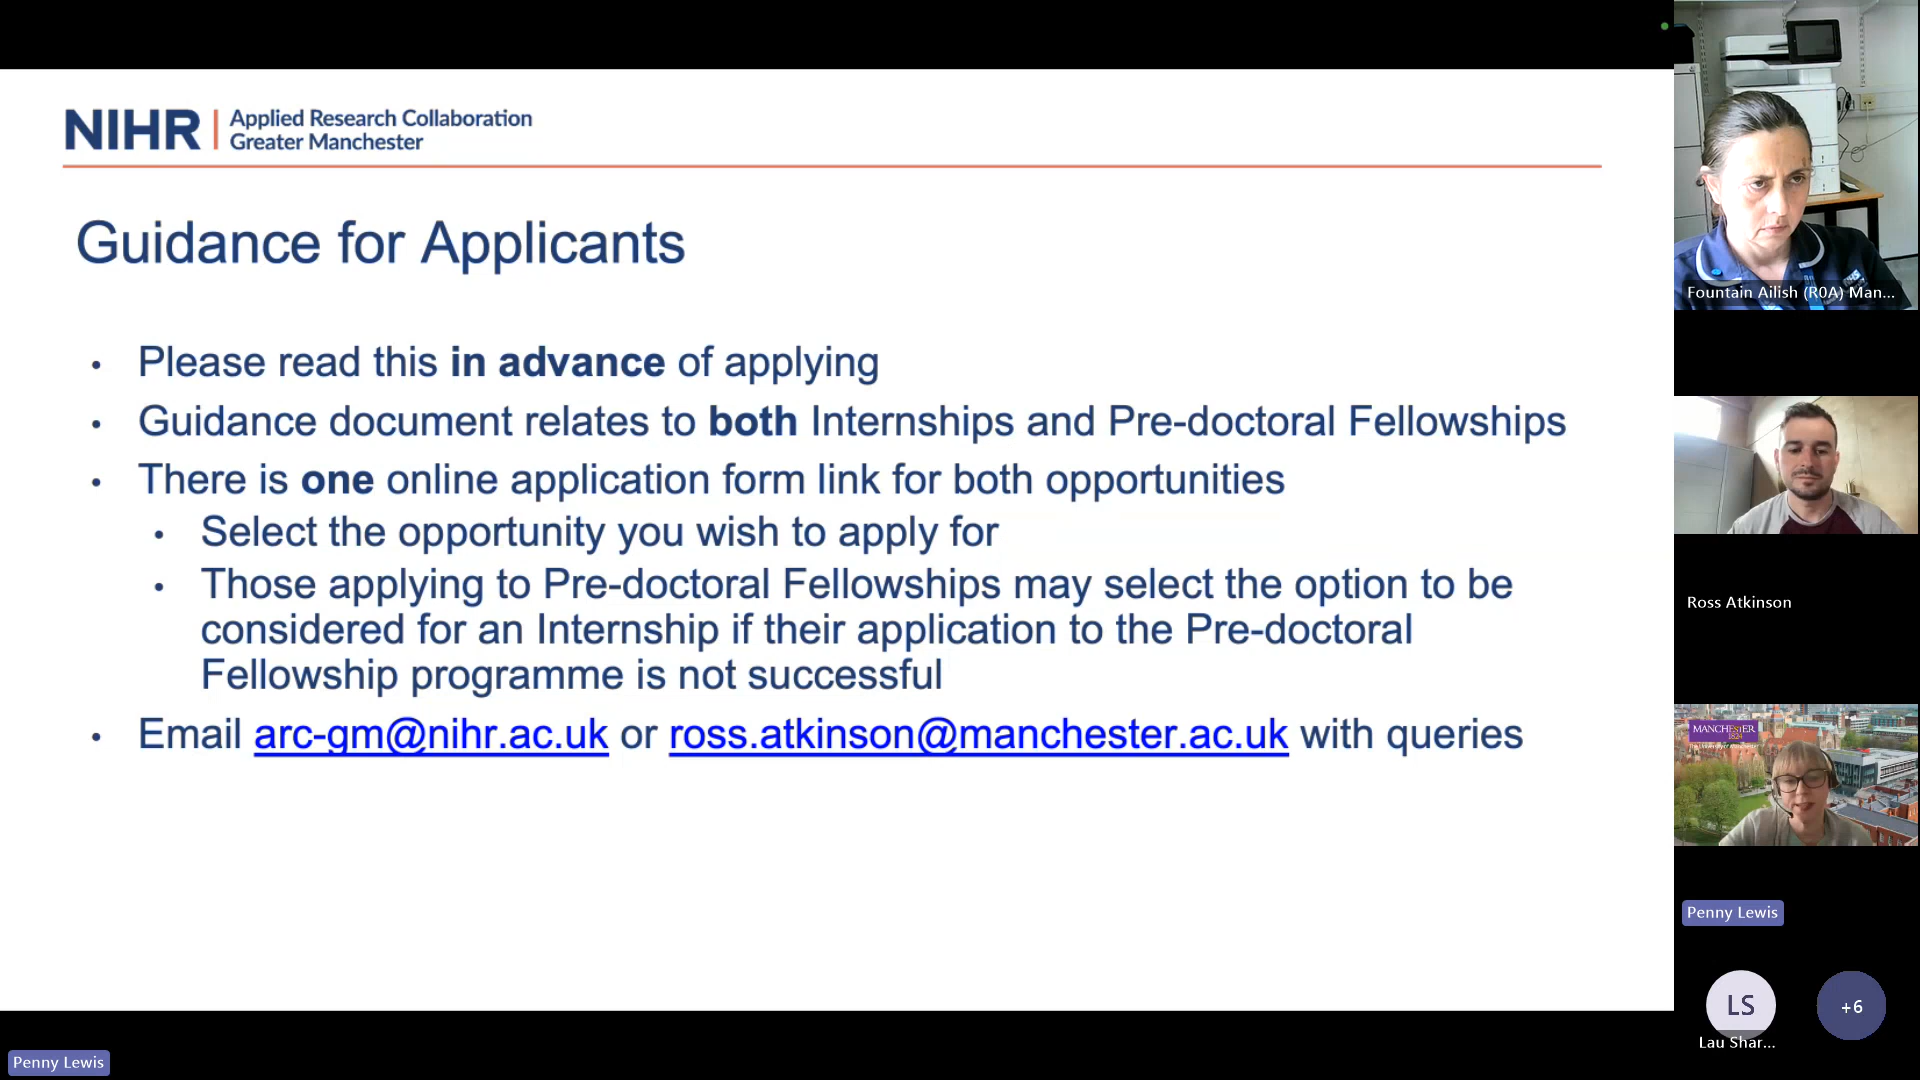 NIHR | Applied Research Collaboration
Greater Manchester
Guidance for Applicants
• Please read this in advance of applying
• Guidance document relates to both Internships and Pre-doctoral Fellowships
• There is one online application form link for both opportunities
• Select the opportunity you wish to apply for
• Those applying to Pre-doctoral Fellowships may select the option to be
considered for an Internship if their application to the Pre-doctoral
Fellowship programme is not successful
• Email arc-gm@nihr.ac.uk or ross.atkinson@manchester.ac.uk with queries
Penny Lewis
Fountain Ailish (R0A) Man...
Ross Atkinson
MANCHESTER
1824
Penny Lewis
LS
+6
Lau Shar...